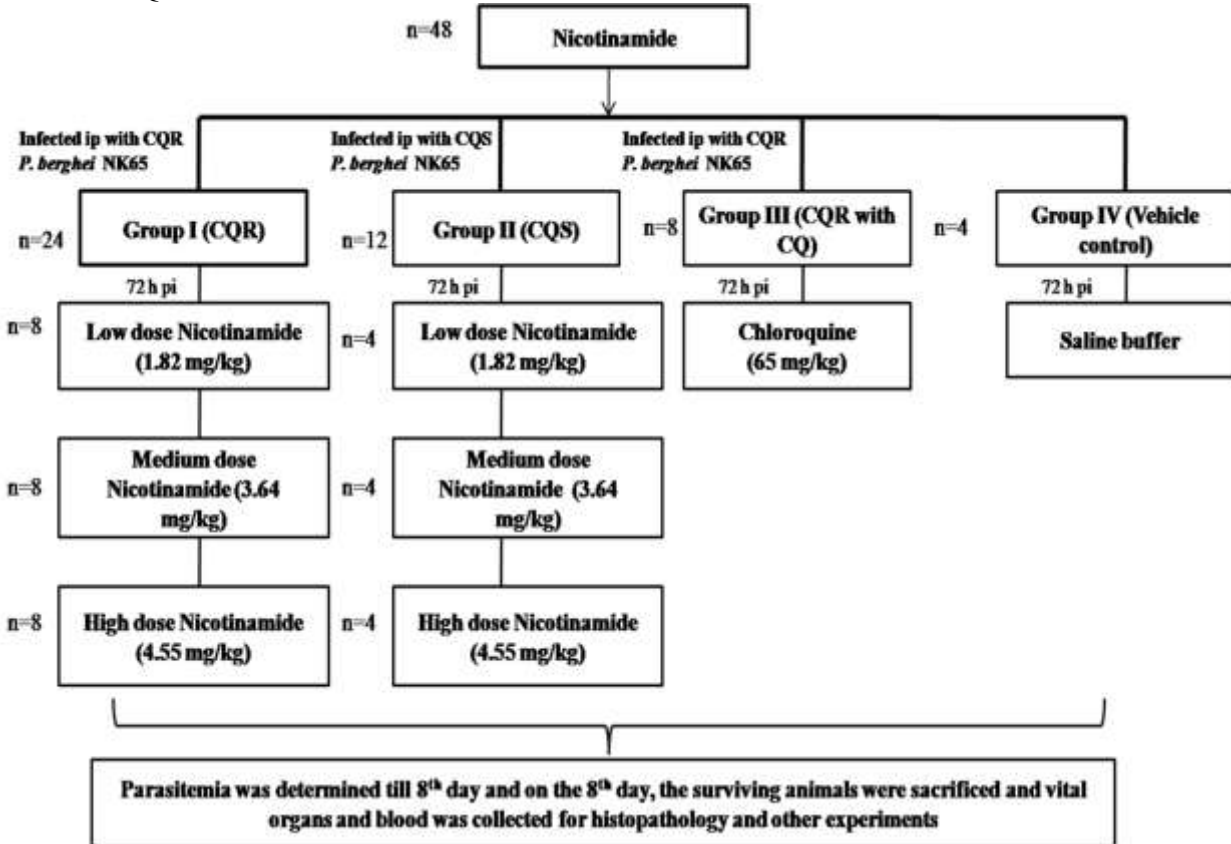 n=48
Nicotinamide
Infected ip with CQR
P. berghei NK65
Infected ip with CQS
P. berghei NK65
Infected ip with CQR
P. berghei NK65
n=24
Group I (CQR)
n=12
Group II (CQS)
n=8
Group III (CQR with
CQ)
n=4
Group IV (Vehicle
control)
72 h pi
72 h pi
72 h pi
72 h pi
n=8
Low dose Nicotinamide
(1.82 mg/kg)
n=4
Low dose Nicotinamide
(1.82 mg/kg)
Chloroquine
(65 mg/kg)
Saline buffer
n=8
Medium dose
Nicotinamide (3.64
mg/kg)
n=4
Medium dose
Nicotinamide (3.64
mg/kg)
n=8
High dose Nicotinamide
(4.55 mg/kg)
n=4
High dose Nicotinamide
(4.55 mg/kg)
Parasitemia was determined till 8th day and on the 8th day, the surviving animals were sacrificed and vital
organs and blood was collected for histopathology and other experiments